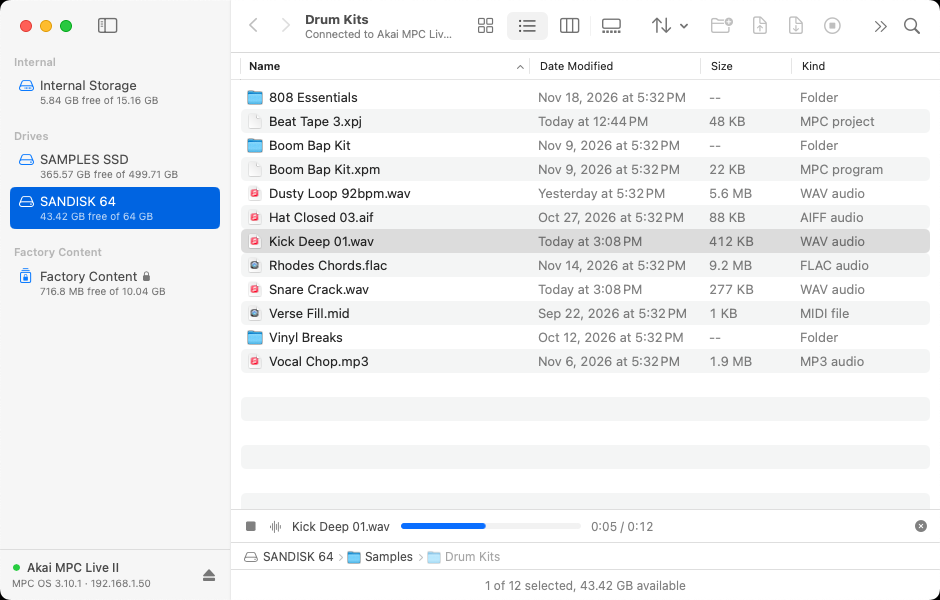 Internal
Internal Storage
5.84 GB free of 15.16 GB
Drives
SAMPLES SSD
365.57 GB free of 499.71 GB
SANDISK 64
43.42 GB free of 64 GB
Factory Content
Factory Content
716.8 MB free of 10.04 GB
Akai MPC Live II
MPC OS 3.10.1 · 192.168.1.50
Drum Kits
Connected to Akai MPC Liv...
Name Date Modified Size Kind
808 Essentials Nov 18, 2026 at 5:32 PM -- Folder
Beat Tape 3.xpj Today at 12:44 PM 48 KB MPC project
Boom Bap Kit Nov 9, 2026 at 5:32 PM -- Folder
Boom Bap Kit.xpm Nov 9, 2026 at 5:32 PM 22 KB MPC program
Dusty Loop 92bpm.wav Yesterday at 5:32 PM 5.6 MB WAV audio
Hat Closed 03.aif Oct 27, 2026 at 5:32 PM 88 KB AIFF audio
Kick Deep 01.wav Today at 3:08 PM 412 KB WAV audio
Rhodes Chords.flac Nov 14, 2026 at 5:32 PM 9.2 MB FLAC audio
Snare Crack.wav Today at 3:08 PM 277 KB WAV audio
Verse Fill.mid Sep 22, 2026 at 5:32 PM 1 KB MIDI file
Vinyl Breaks Oct 12, 2026 at 5:32 PM -- Folder
Vocal Chop.mp3 Nov 6, 2026 at 5:32 PM 1.9 MB MP3 audio
Kick Deep 01.wav 0:05 / 0:12
SANDISK 64 › Samples › Drum Kits
1 of 12 selected, 43.42 GB available